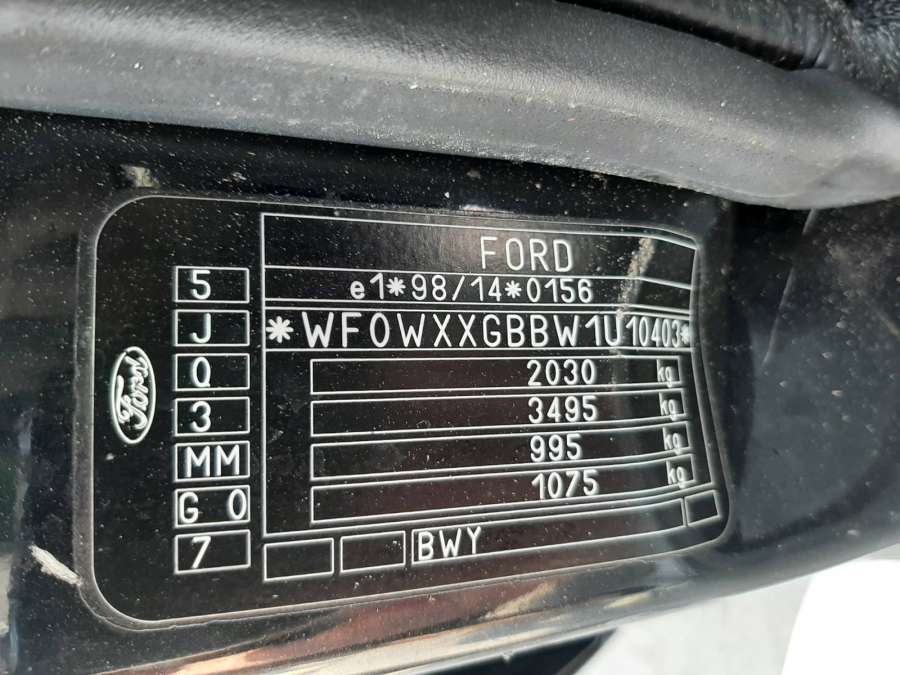 FORD
5
e1*98/14*0156
J
*WF0WXXGBBW1U10403*
Q
2030 kg
3
3495 kg
MM
995 kg
G 0
1075 kg
7
BWY
Ford